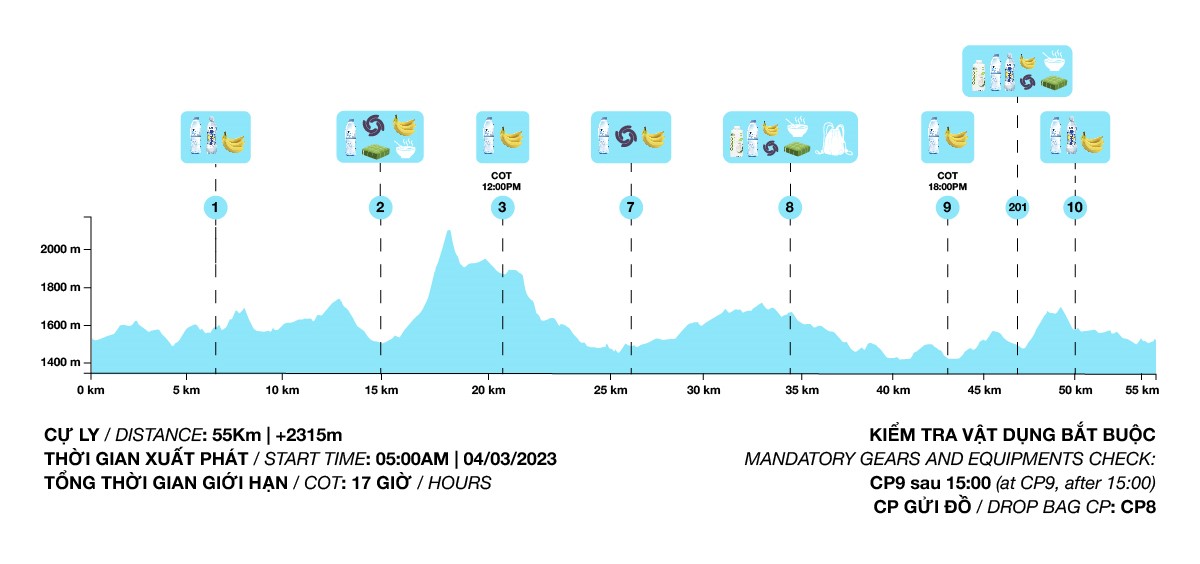 COT
12:00PM
COT
18:00PM
1
2
3
7
8
9
201
10
2000 m
1800 m
1600 m
1400 m
0 km
5 km
10 km
15 km
20 km
25 km
30 km
35 km
40 km
45 km
50 km
55 km
CỰ LY / DISTANCE: 55Km | +2315m
THỜI GIAN XUẤT PHÁT / START TIME: 05:00AM | 04/03/2023
TỔNG THỜI GIAN GIỚI HẠN / COT: 17 GIỜ / HOURS
KIỂM TRA VẬT DỤNG BẮT BUỘC
MANDATORY GEARS AND EQUIPMENTS CHECK:
CP9 sau 15:00 (at CP9, after 15:00)
CP GỬI ĐỒ / DROP BAG CP: CP8